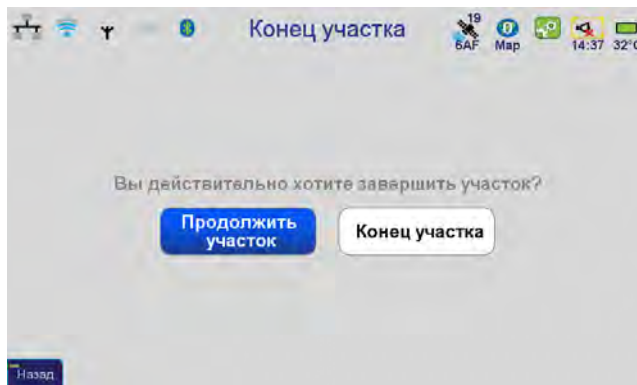 Конец участка
19
6AF
Map
14:37
32°C
Вы действительно хотите завершить участок?
Продолжить
участок
Конец участка
Назад